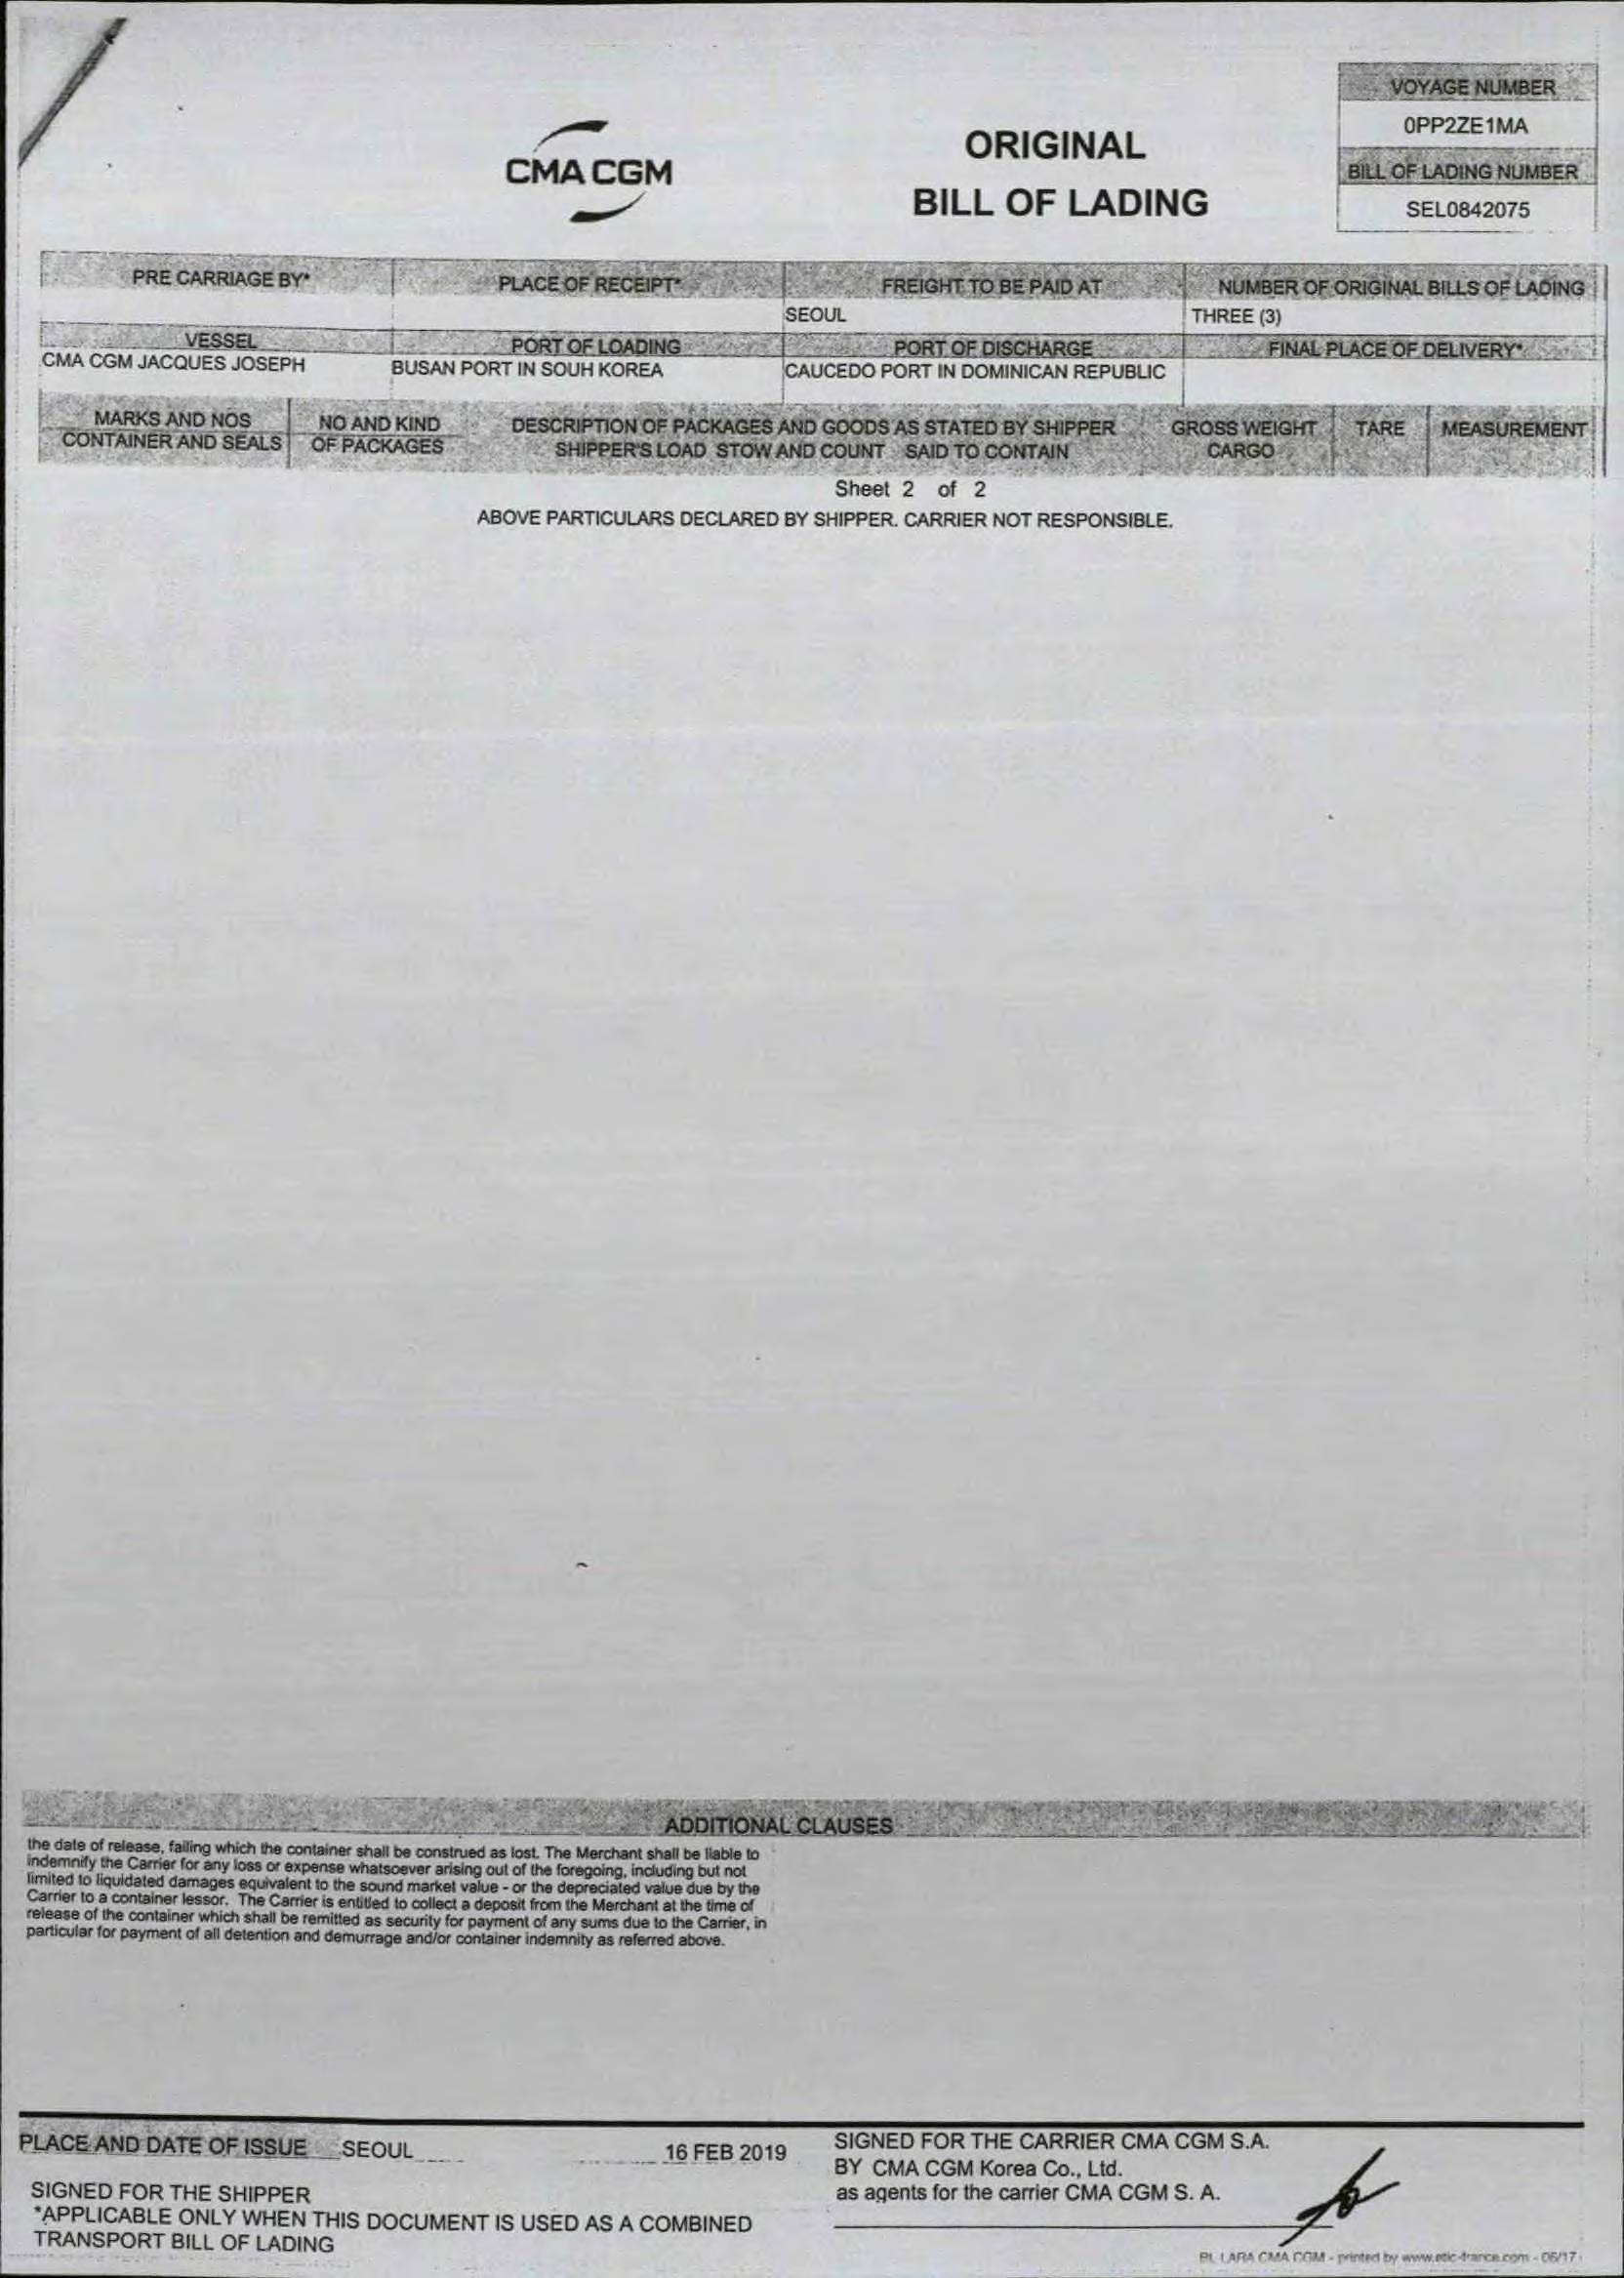 VOYAGE NUMBER
0PP2ZE1MA
BILL OF LADING NUMBER
SEL0842075
CMA CGM
ORIGINAL
BILL OF LADING
PRE CARRIAGE BY* PLACE OF RECEIPT* FREIGHT TO BE PAID AT NUMBER OF ORIGINAL BILLS OF LADING
SEOUL THREE (3)
VESSEL PORT OF LOADING PORT OF DISCHARGE FINAL PLACE OF DELIVERY*
CMA CGM JACQUES JOSEPH BUSAN PORT IN SOUH KOREA CAUCEDO PORT IN DOMINICAN REPUBLIC
MARKS AND NOS NO AND KIND DESCRIPTION OF PACKAGES AND GOODS AS STATED BY SHIPPER GROSS WEIGHT TARE MEASUREMENT
CONTAINER AND SEALS OF PACKAGES SHIPPER'S LOAD STOW AND COUNT SAID TO CONTAIN CARGO
Sheet 2 of 2
ABOVE PARTICULARS DECLARED BY SHIPPER. CARRIER NOT RESPONSIBLE.
ADDITIONAL CLAUSES
the date of release, failing which the container shall be construed as lost. The Merchant shall be liable to
indemnify the Carrier for any loss or expense whatsoever arising out of the foregoing, including but not
limited to liquidated damages equivalent to the sound market value - or the depreciated value due by the
Carrier to a container lessor. The Carrier is entitled to collect a deposit from the Merchant at the time of
release of the container which shall be remitted as security for payment of any sums due to the Carrier, in
particular for payment of all detention and demurrage and/or container indemnity as referred above.
PLACE AND DATE OF ISSUE SEOUL 16 FEB 2019
SIGNED FOR THE SHIPPER
*APPLICABLE ONLY WHEN THIS DOCUMENT IS USED AS A COMBINED
TRANSPORT BILL OF LADING
SIGNED FOR THE CARRIER CMA CGM S.A.
BY CMA CGM Korea Co., Ltd.
as agents for the carrier CMA CGM S. A.
BL LARA CMA CGM - printed by www.etic-france.com - 06/17